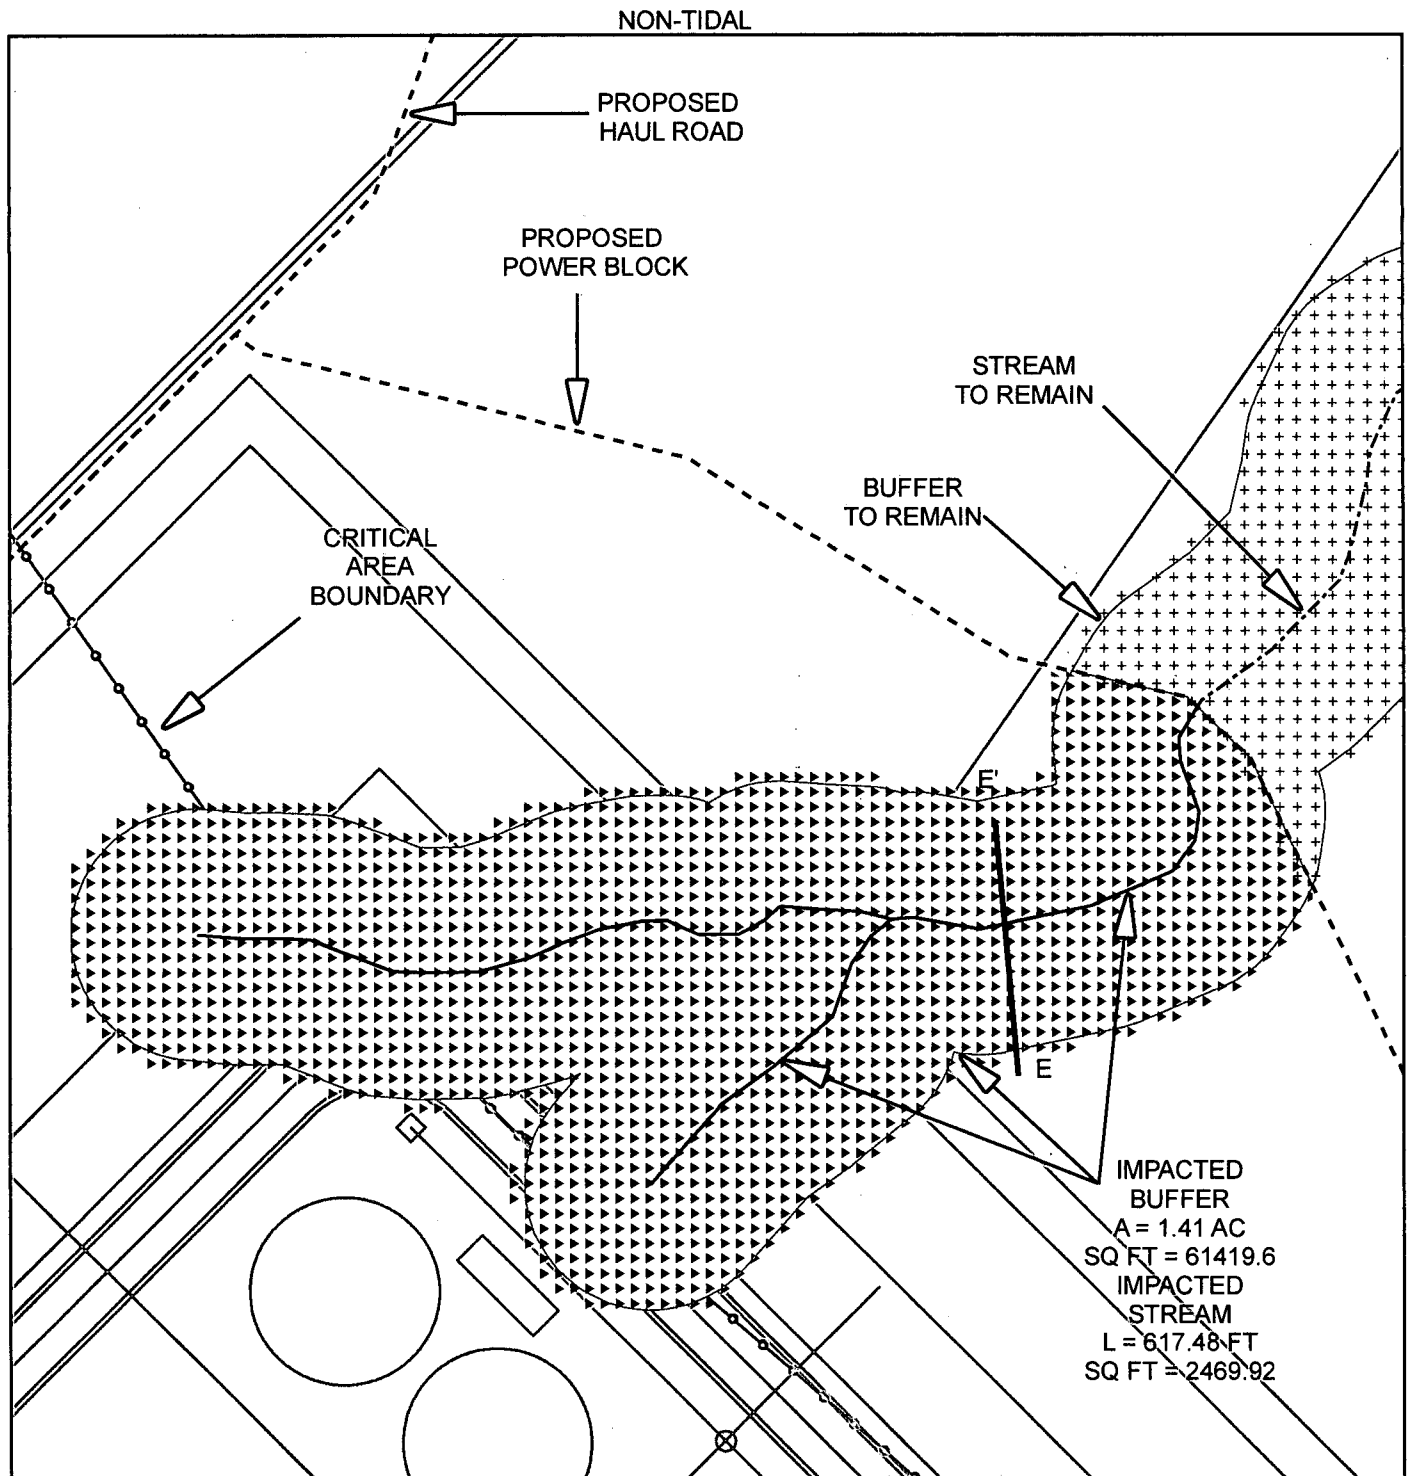 NON-TIDAL
PROPOSED
HAUL ROAD
PROPOSED
POWER BLOCK
STREAM
TO REMAIN
BUFFER
TO REMAIN
CRITICAL
AREA
BOUNDARY
E'
E
IMPACTED
BUFFER
A = 1.41 AC
SQ FT = 61419.6
IMPACTED
STREAM
L = 617.48 FT
SQ FT = 2469.92